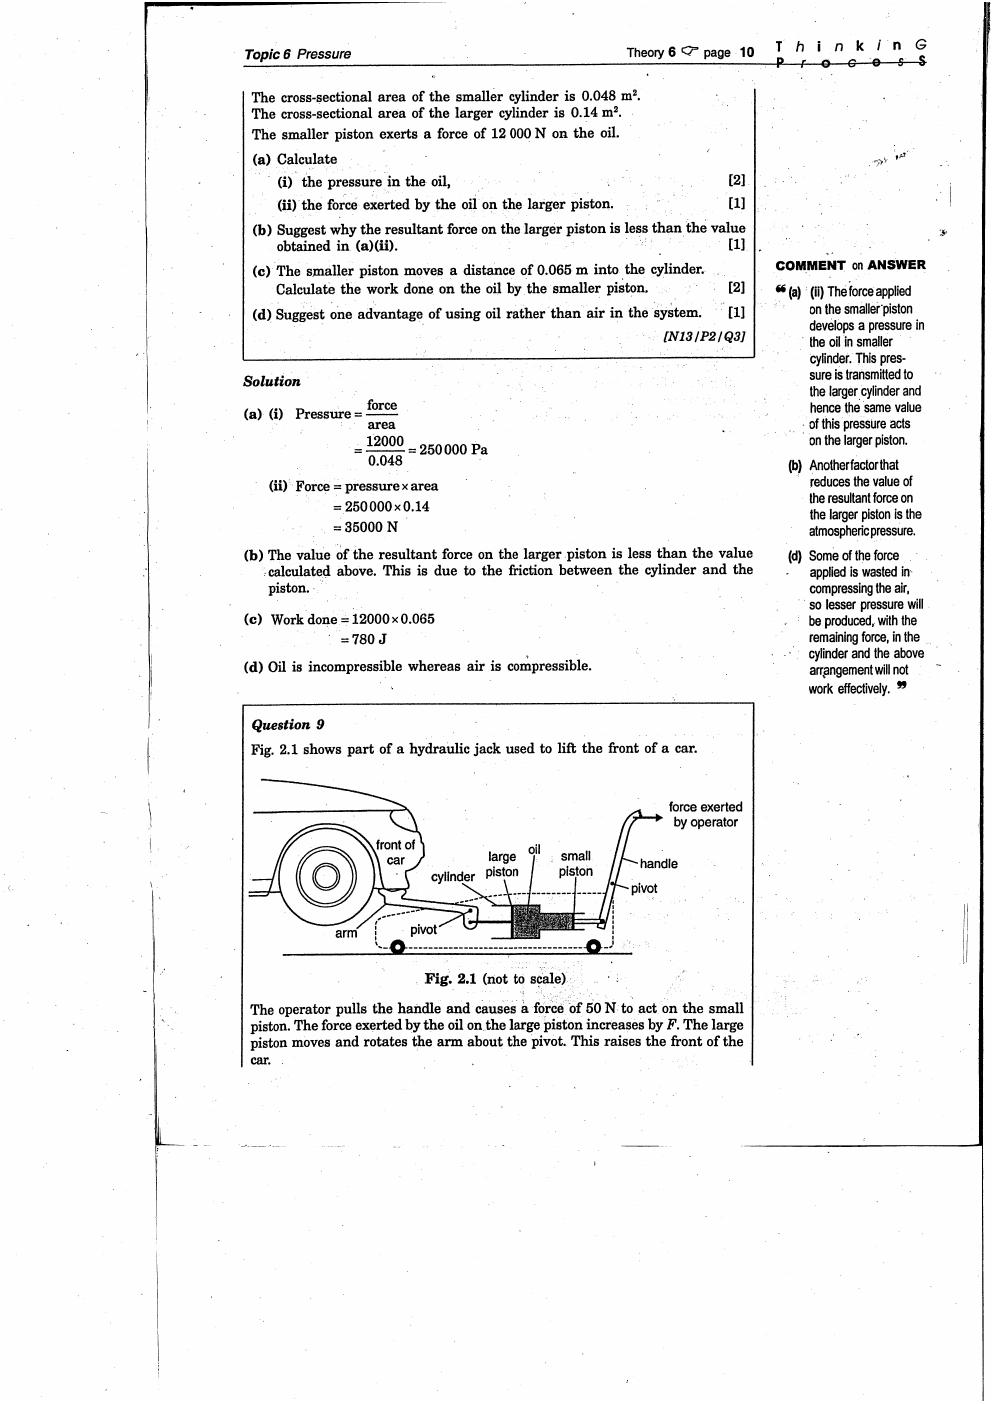 Topic 6 Pressure
Theory 6 ☞ page 10
ThinkinG
ProcesS
The cross-sectional area of the smaller cylinder is 0.048 m².
The cross-sectional area of the larger cylinder is 0.14 m².
The smaller piston exerts a force of 12 000 N on the oil.
(a) Calculate
(i) the pressure in the oil, [2]
(ii) the force exerted by the oil on the larger piston. [1]
(b) Suggest why the resultant force on the larger piston is less than the value
obtained in (a)(ii). [1]
(c) The smaller piston moves a distance of 0.065 m into the cylinder.
Calculate the work done on the oil by the smaller piston. [2]
(d) Suggest one advantage of using oil rather than air in the system. [1]
[N13/P2/Q3]
Solution
(a) (i) Pressure = force
area
= 12000
0.048
= 250000 Pa
(ii) Force = pressure × area
= 250000 × 0.14
= 35000 N
(b) The value of the resultant force on the larger piston is less than the value
calculated above. This is due to the friction between the cylinder and the
piston.
(c) Work done = 12000 × 0.065
= 780 J
(d) Oil is incompressible whereas air is compressible.
COMMENT on ANSWER
❝ (a) (ii) The force applied
on the smaller piston
develops a pressure in
the oil in smaller
cylinder. This pres-
sure is transmitted to
the larger cylinder and
hence the same value
of this pressure acts
on the larger piston.
(b) Another factor that
reduces the value of
the resultant force on
the larger piston is the
atmospheric pressure.
(d) Some of the force
applied is wasted in
compressing the air,
so lesser pressure will
be produced, with the
remaining force, in the
cylinder and the above
arrangement will not
work effectively. ❞
Question 9
Fig. 2.1 shows part of a hydraulic jack used to lift the front of a car.
force exerted
by operator
front of
car
large
piston
oil
small
piston
cylinder
handle
pivot
arm
pivot
Fig. 2.1 (not to scale)
The operator pulls the handle and causes a force of 50 N to act on the small
piston. The force exerted by the oil on the large piston increases by F. The large
piston moves and rotates the arm about the pivot. This raises the front of the
car.